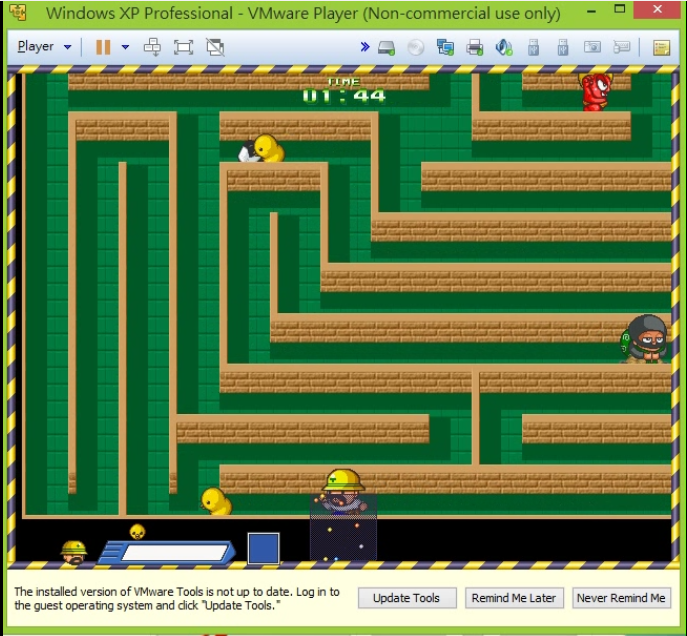 Windows XP Professional - VMware Player (Non-commercial use only)
Player
TIME
01:44
The installed version of VMware Tools is not up to date. Log in to
the guest operating system and click "Update Tools."
Update Tools
Remind Me Later
Never Remind Me